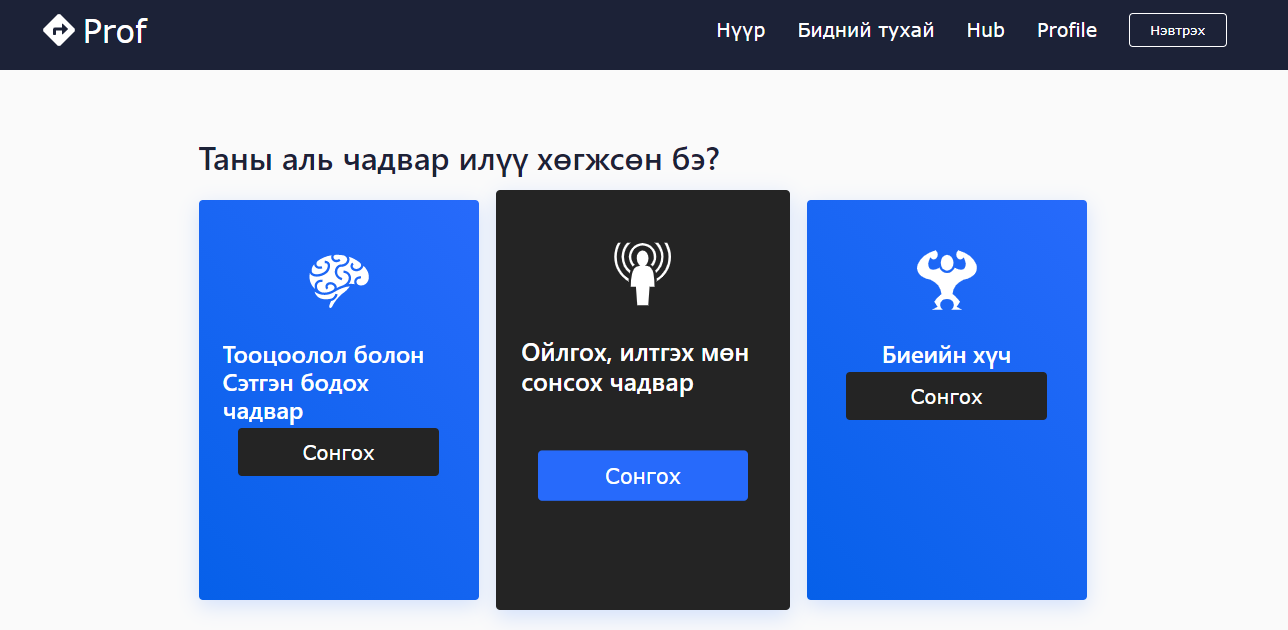 Prof
Нүүр
Бидний тухай
Hub
Profile
Нэвтрэх
Таны аль чадвар илүү хөгжсөн бэ?
Тооцоолол болон
Сэтгэн бодох
чадвар
Сонгох
Ойлгох, илтгэх мөн
сонсох чадвар
Сонгох
Биеийн хүч
Сонгох